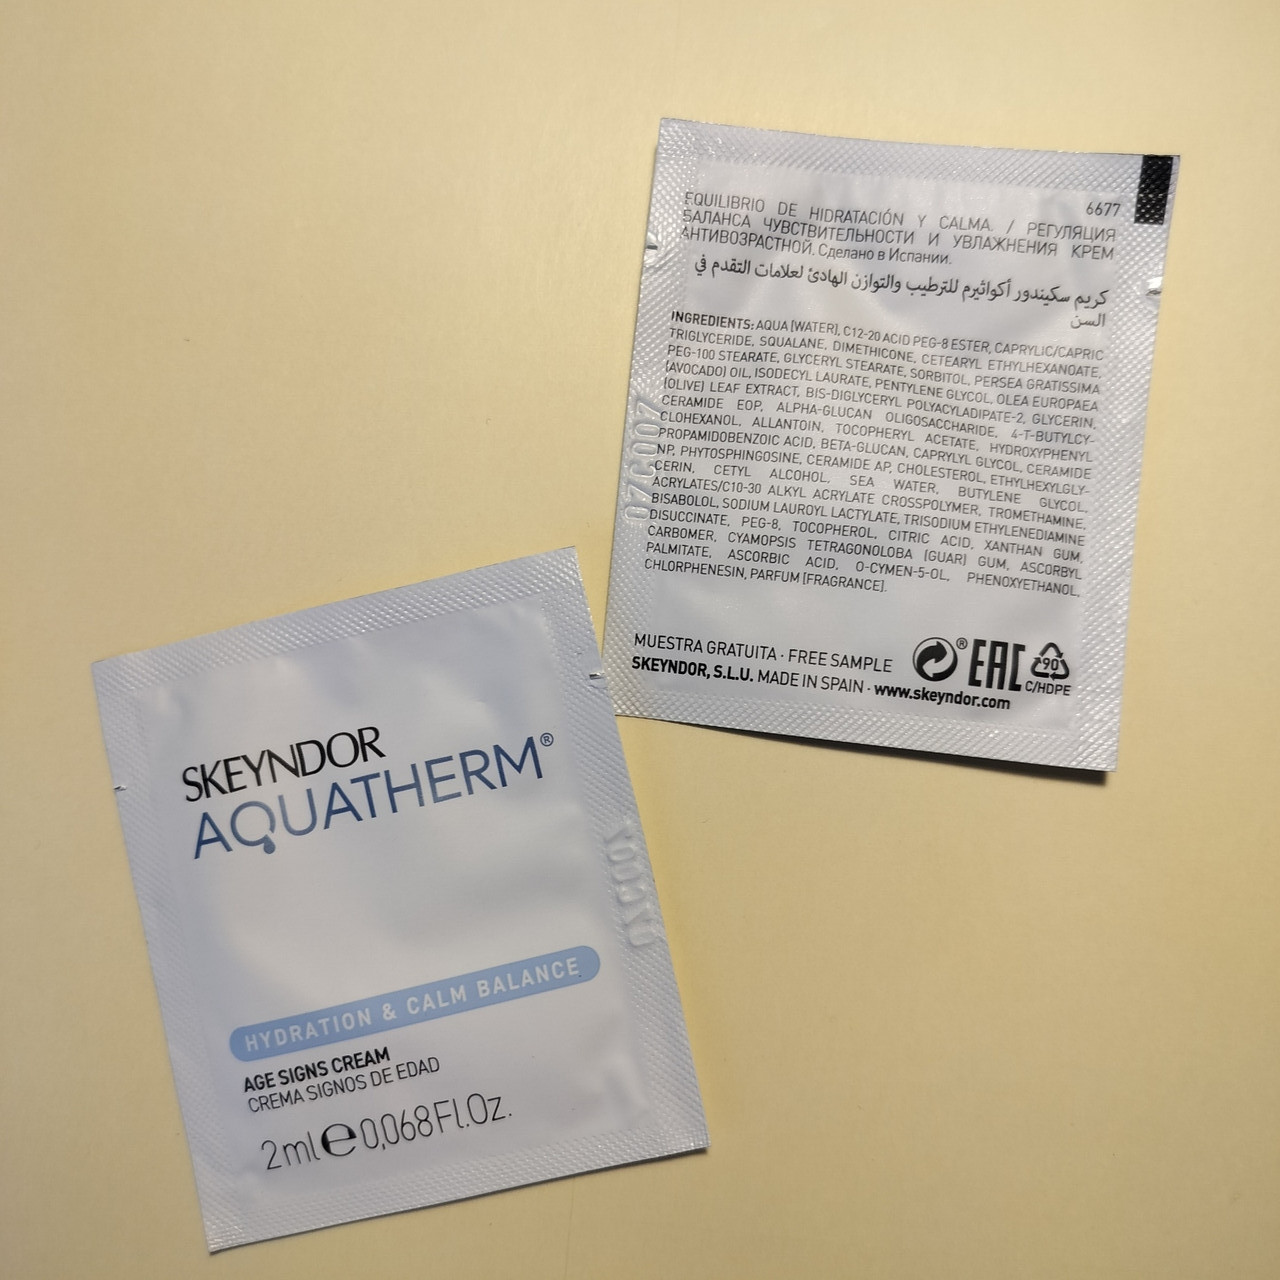 SKEYNDOR
AQUATHERM®
HYDRATION & CALM BALANCE
AGE SIGNS CREAM
CREMA SIGNOS DE EDAD
2ml e 0,068Fl.Oz.
6677
EQUILIBRIO DE HIDRATACIÓN Y CALMA. / РЕГУЛЯЦИЯ
БАЛАНСА ЧУВСТВИТЕЛЬНОСТИ И УВЛАЖНЕНИЯ КРЕМ
АНТИВОЗРАСТНОЙ. Сделано в Испании.
كريم سكيندور أكواثيرم للترطيب والتوازن الهادئ لعلامات التقدم في
السن
INGREDIENTS: AQUA (WATER), C12-20 ACID PEG-8 ESTER, CAPRYLIC/CAPRIC
TRIGLYCERIDE, SQUALANE, DIMETHICONE, CETEARYL ETHYLHEXANOATE,
PEG-100 STEARATE, GLYCERYL STEARATE, SORBITOL, PERSEA GRATISSIMA
(AVOCADO) OIL, ISODECYL LAURATE, PENTYLENE GLYCOL, OLEA EUROPAEA
(OLIVE) LEAF EXTRACT, BIS-DIGLYCERYL POLYACYLADIPATE-2, GLYCERIN,
CERAMIDE EOP, ALPHA-GLUCAN OLIGOSACCHARIDE, 4-T-BUTYLCY-
CLOHEXANOL, ALLANTOIN, TOCOPHERYL ACETATE, HYDROXYPHENYL
PROPAMIDOBENZOIC ACID, BETA-GLUCAN, CAPRYLYL GLYCOL, CERAMIDE
NP, PHYTOSPHINGOSINE, CERAMIDE AP, CHOLESTEROL, ETHYLHEXYLGLY-
CERIN, CETYL ALCOHOL, SEA WATER, BUTYLENE GLYCOL,
ACRYLATES/C10-30 ALKYL ACRYLATE CROSSPOLYMER, TROMETHAMINE,
BISABOLOL, SODIUM LAUROYL LACTYLATE, TRISODIUM ETHYLENEDIAMINE
DISUCCINATE, PEG-8, TOCOPHEROL, CITRIC ACID, XANTHAN GUM,
CARBOMER, CYAMOPSIS TETRAGONOLOBA (GUAR) GUM, ASCORBYL
PALMITATE, ASCORBIC ACID, O-CYMEN-5-OL, PHENOXYETHANOL,
CHLORPHENESIN, PARFUM (FRAGRANCE).
MUESTRA GRATUITA · FREE SAMPLE
SKEYNDOR, S.L.U. MADE IN SPAIN · www.skeyndor.com
®
EAC
90
C/HDPE